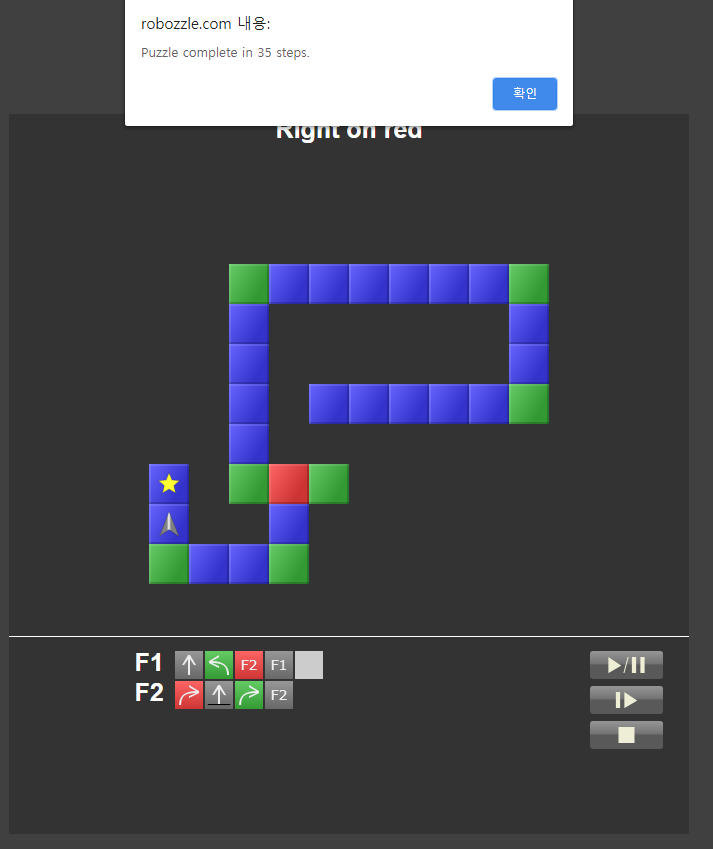 robozzle.com 내용:
Puzzle complete in 35 steps.
확인
Right on red
F1 F2 F1
F2 F2